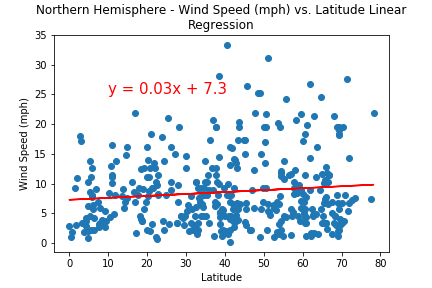 Northern Hemisphere - Wind Speed (mph) vs. Latitude Linear
Regression
35
30
25
20
15
10
5
0
y = 0.03x + 7.3
Wind Speed (mph)
0 10 20 30 40 50 60 70 80
Latitude